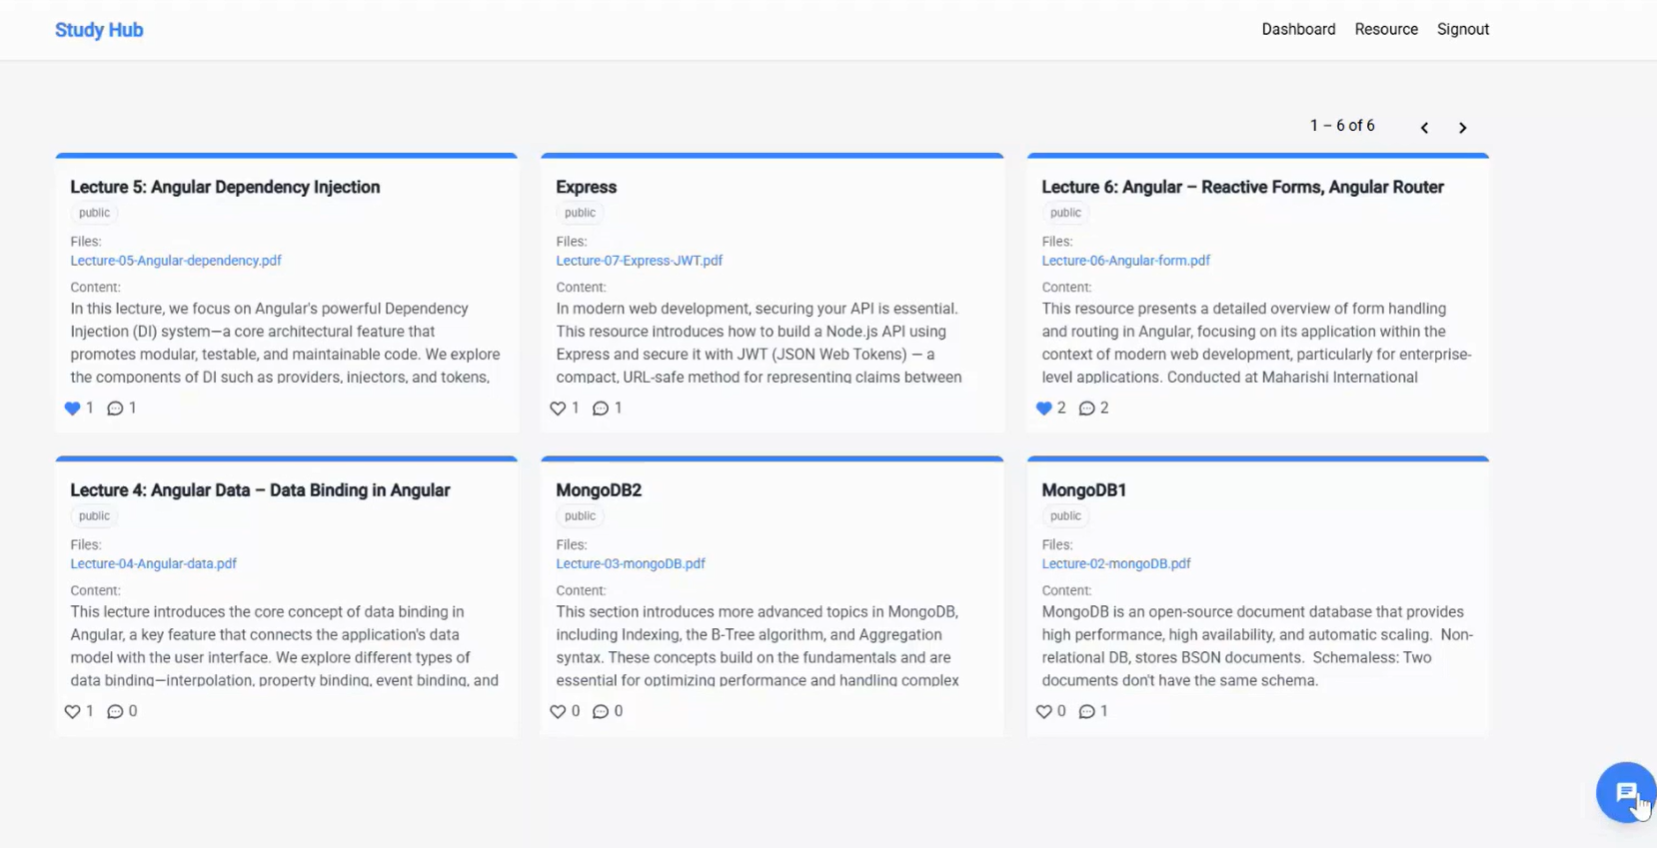 Study Hub
Dashboard Resource Signout
1 – 6 of 6
Lecture 5: Angular Dependency Injection
public
Files:
Lecture-05-Angular-dependency.pdf
Content:
In this lecture, we focus on Angular's powerful Dependency
Injection (DI) system—a core architectural feature that
promotes modular, testable, and maintainable code. We explore
the components of DI such as providers, injectors, and tokens,
1 1
Express
public
Files:
Lecture-07-Express-JWT.pdf
Content:
In modern web development, securing your API is essential.
This resource introduces how to build a Node.js API using
Express and secure it with JWT (JSON Web Tokens) — a
compact, URL-safe method for representing claims between
1 1
Lecture 6: Angular – Reactive Forms, Angular Router
public
Files:
Lecture-06-Angular-form.pdf
Content:
This resource presents a detailed overview of form handling
and routing in Angular, focusing on its application within the
context of modern web development, particularly for enterprise-
level applications. Conducted at Maharishi International
2 2
Lecture 4: Angular Data – Data Binding in Angular
public
Files:
Lecture-04-Angular-data.pdf
Content:
This lecture introduces the core concept of data binding in
Angular, a key feature that connects the application's data
model with the user interface. We explore different types of
data binding—interpolation, property binding, event binding, and
1 0
MongoDB2
public
Files:
Lecture-03-mongoDB.pdf
Content:
This section introduces more advanced topics in MongoDB,
including Indexing, the B-Tree algorithm, and Aggregation
syntax. These concepts build on the fundamentals and are
essential for optimizing performance and handling complex
0 0
MongoDB1
public
Files:
Lecture-02-mongoDB.pdf
Content:
MongoDB is an open-source document database that provides
high performance, high availability, and automatic scaling. Non-
relational DB, stores BSON documents. Schemaless: Two
documents don't have the same schema.
0 1